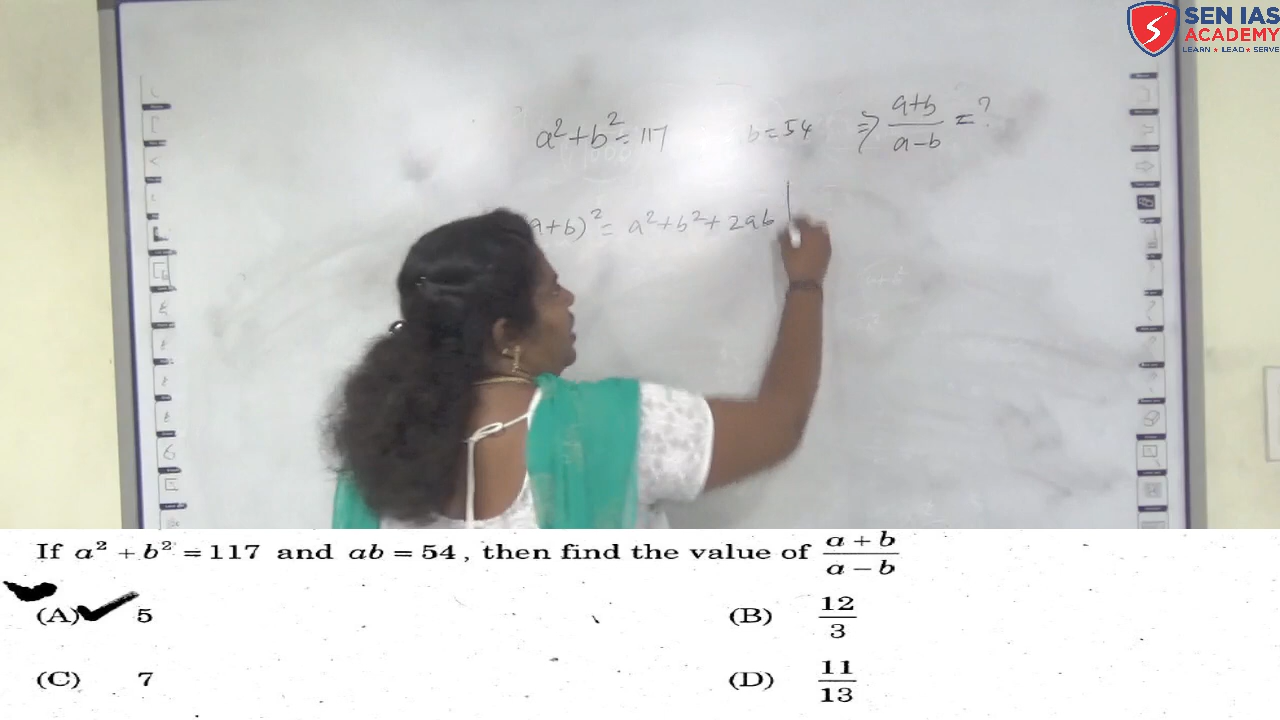 SEN IAS
ACADEMY
LEARN ★ LEAD ★ SERVE
a²+b²=117 b=54 ⇒ a+b/a-b = ?
a+b)² = a²+b²+2ab |
If a² + b² = 117 and ab = 54, then find the value of a + b/a − b
(A) ✓ 5 (B) 12/3
(C) 7 (D) 11/13